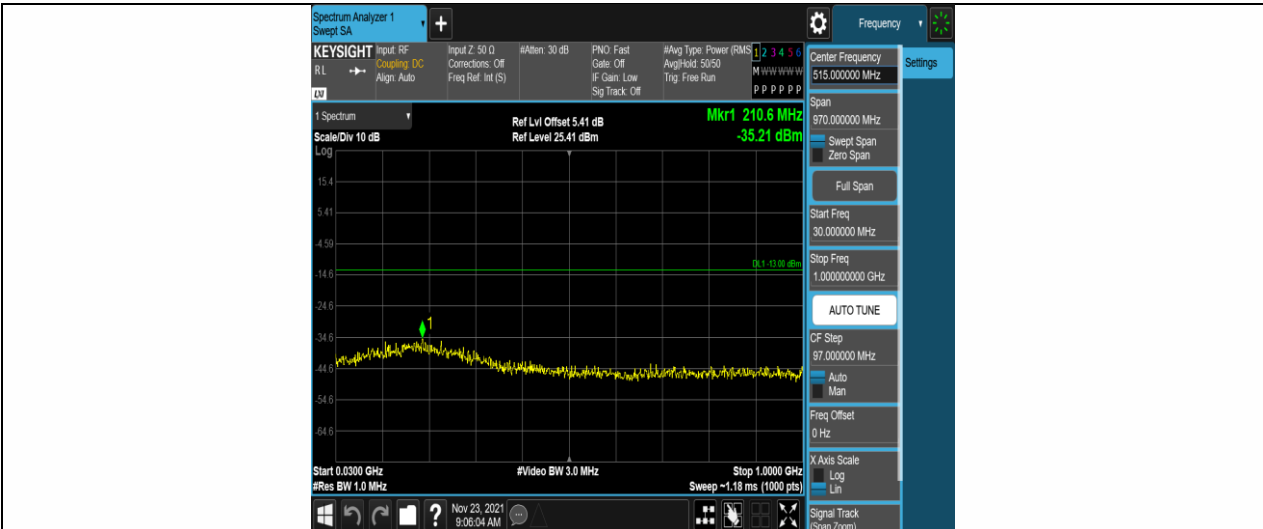 Spectrum Analyzer 1
Swept SA
+
Frequency
KEYSIGHT
RL
LXI
Input: RF
Coupling: DC
Align: Auto
Input Z: 50 Ω
Corrections: Off
Freq Ref: Int (S)
#Atten: 30 dB
PNO: Fast
Gate: Off
IF Gain: Low
Sig Track: Off
#Avg Type: Power (RMS
Avg|Hold: 50/50
Trig: Free Run
1 2 3 4 5 6
M W W W W W
P P P P P P
1 Spectrum
Scale/Div 10 dB
Log
Ref Lvl Offset 5.41 dB
Ref Level 25.41 dBm
Mkr1 210.6 MHz
-35.21 dBm
15.4
5.41
-4.59
DL1 -13.00 dBm
-14.6
-24.6
1
-34.6
-44.6
-54.6
-64.6
Start 0.0300 GHz
#Video BW 3.0 MHz
Stop 1.0000 GHz
#Res BW 1.0 MHz
Sweep ~1.18 ms (1000 pts)
?
Nov 23, 2021
9:06:04 AM
Center Frequency
515.000000 MHz
Settings
Span
970.000000 MHz
Swept Span
Zero Span
Full Span
Start Freq
30.000000 MHz
Stop Freq
1.000000000 GHz
AUTO TUNE
CF Step
97.000000 MHz
Auto
Man
Freq Offset
0 Hz
X Axis Scale
Log
Lin
Signal Track
(Span Zoom)